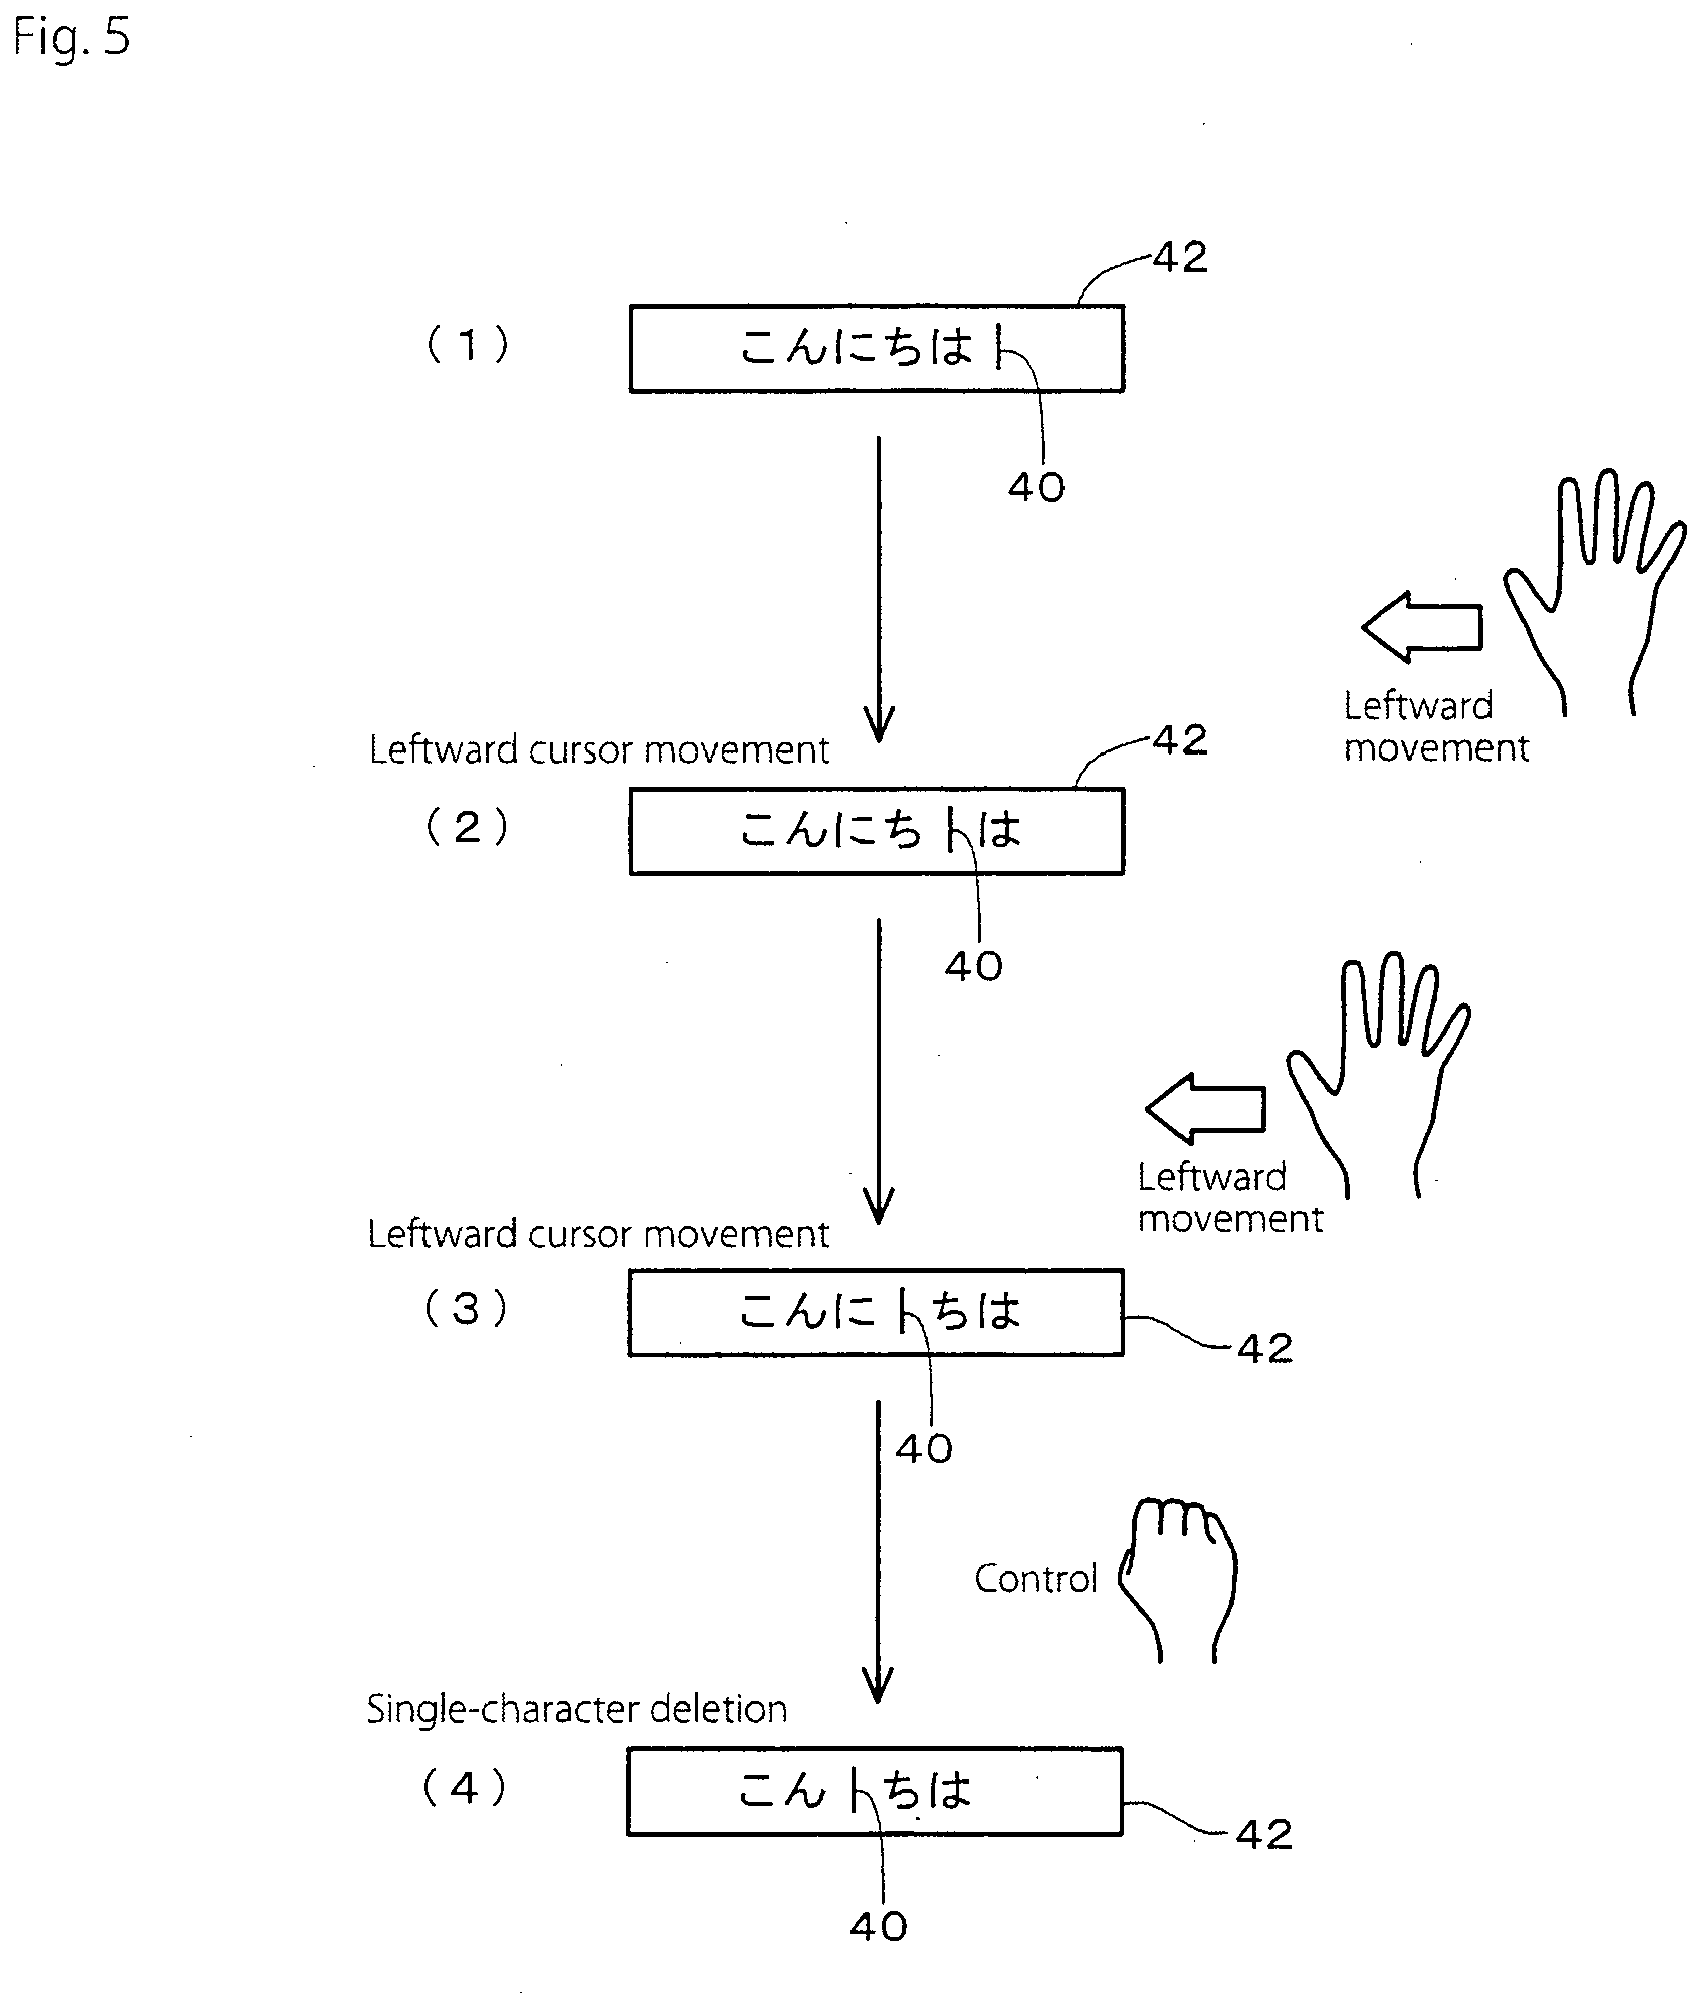 Fig. 5
42
(1) こんにちは
40
Leftward
movement
Leftward cursor movement
42
(2) こんにちは
40
Leftward
movement
Leftward cursor movement
(3) こんにちは
42
40
Control
Single-character deletion
(4) こんちは
42
40